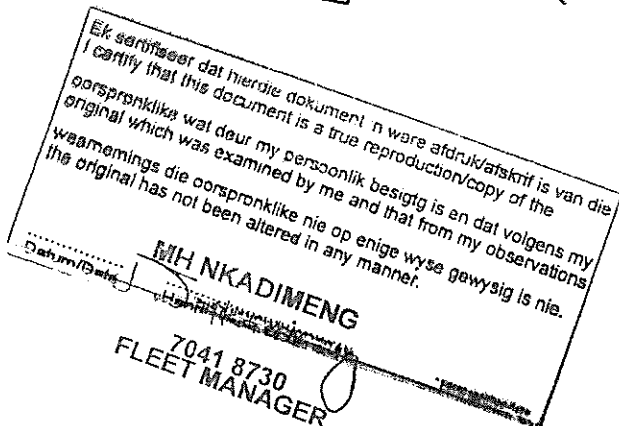 Ek sertifiseer dat hierdie dokument 'n ware afdruk/afskrif is van die
I certify that this document is a true reproduction/copy of the
oorspronklike wat deur my persoonlik besigtig is en dat volgens my
original which was examined by me and that from my observations
waarnemings die oorspronklike nie op enige wyse gewysig is nie.
the original has not been altered in any manner.
MH NKADIMENG
Datum/Date
7041 8730
FLEET MANAGER